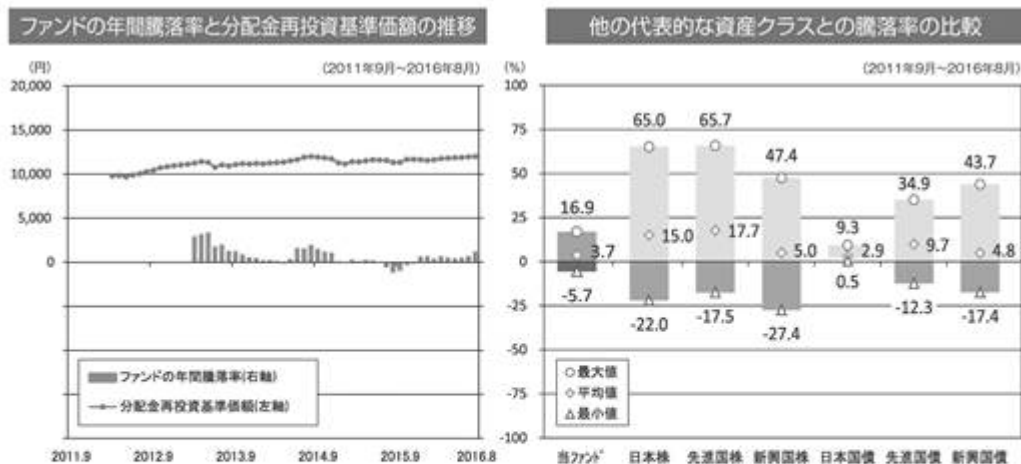 ファンドの年間騰落率と分配金再投資基準価額の推移
(円)
(2011年9月~2016年8月)
20,000
15,000
10,000
5,000
0
ファンドの年間騰落率(右軸)
分配金再投資基準価額(左軸)
2011.9 2012.9 2013.9 2014.9 2015.9 2016.8
他の代表的な資産クラスとの騰落率の比較
(%)
(2011年9月~2016年8月)
100
75
50
25
0
-25
-50
-75
-100
16.9 65.0 65.7 47.4 9.3 34.9 43.7
3.7 15.0 17.7 5.0 2.9 9.7 4.8
-5.7 -22.0 -17.5 -27.4 0.5 -12.3 -17.4
最大値
平均値
最小値
当ファンド 日本株 先進国株 新興国株 日本国債 先進国債 新興国債